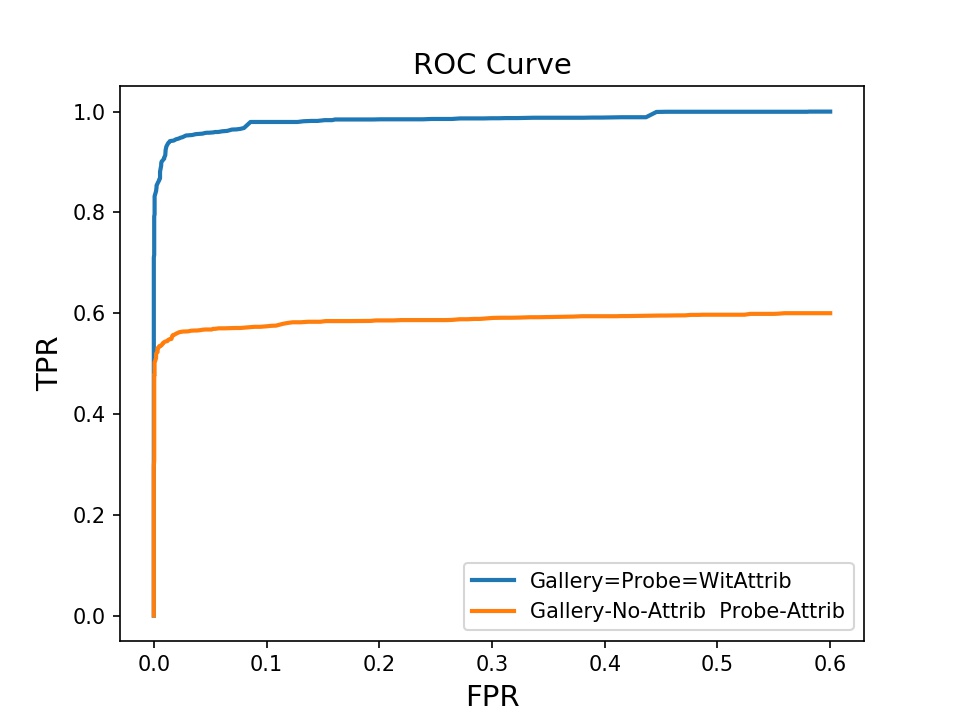 ROC Curve
TPR
1.0
0.8
0.6
0.4
0.2
0.0
0.0 0.1 0.2 0.3 0.4 0.5 0.6
FPR
Gallery=Probe=WitAttrib
Gallery-No-Attrib  Probe-Attrib